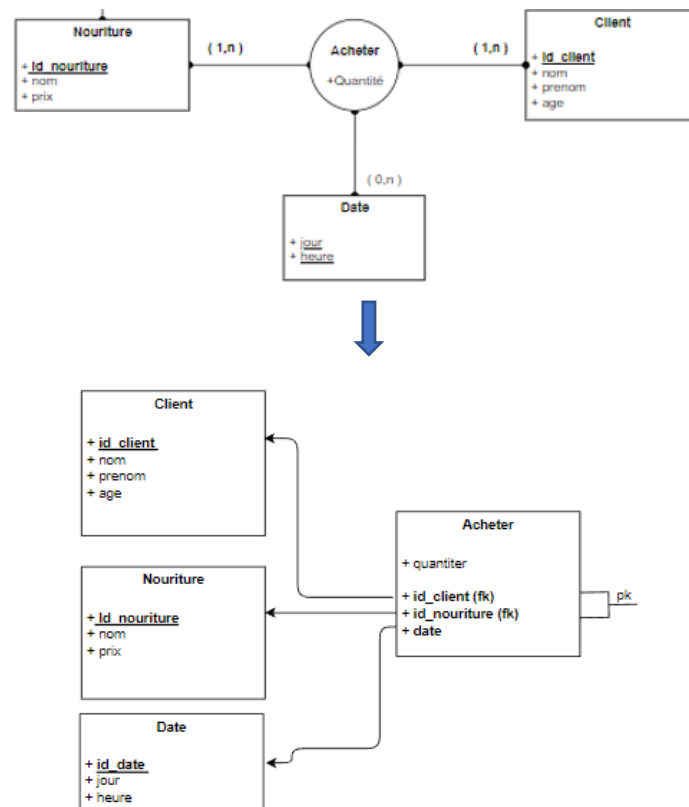 Nouriture
+ Id_nouriture
+ nom
+ prix
( 1,n )
Acheter
+Quantité
( 1,n )
Client
+ Id_client
+ nom
+ prenom
+ age
( 0,n )
Date
+ jour
+ heure
Client
+ id_client
+ nom
+ prenom
+ age
Nouriture
+ Id_nouriture
+ nom
+ prix
Date
+ id_date
+ jour
+ heure
Acheter
+ quantiter
+ id_client (fk)
+ id_nouriture (fk)
+ date
pk